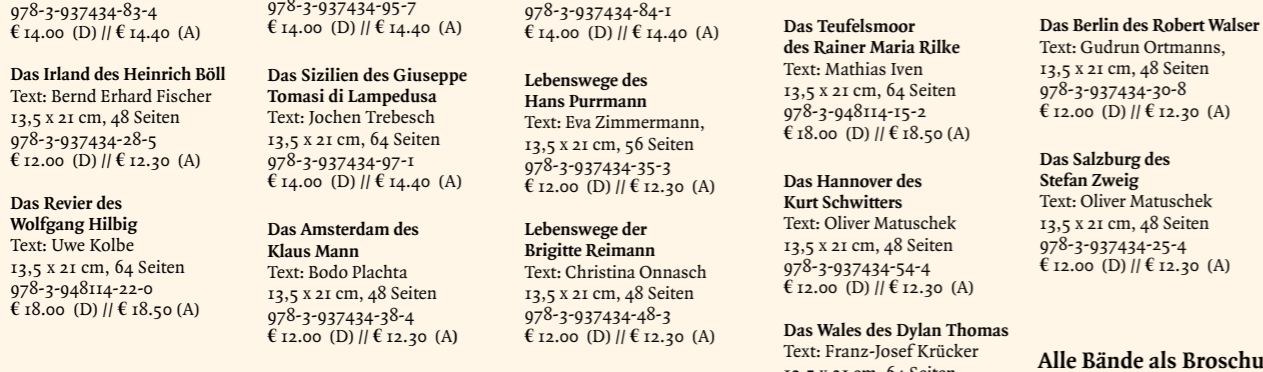 978-3-937434-83-4
€ 14.00 (D) // € 14.40 (A)
Das Irland des Heinrich Böll
Text: Bernd Erhard Fischer
13,5 x 21 cm, 48 Seiten
978-3-937434-28-5
€ 12.00 (D) // € 12.30 (A)
Das Revier des
Wolfgang Hilbig
Text: Uwe Kolbe
13,5 x 21 cm, 64 Seiten
978-3-948114-22-0
€ 18.00 (D) // € 18.50 (A)
978-3-937434-95-7
€ 14.00 (D) // € 14.40 (A)
Das Sizilien des Giuseppe
Tomasi di Lampedusa
Text: Jochen Trebesch
13,5 x 21 cm, 64 Seiten
978-3-937434-97-1
€ 14.00 (D) // € 14.40 (A)
Das Amsterdam des
Klaus Mann
Text: Bodo Plachta
13,5 x 21 cm, 48 Seiten
978-3-937434-38-4
€ 12.00 (D) // € 12.30 (A)
978-3-937434-84-1
€ 14.00 (D) // € 14.40 (A)
Lebenswege des
Hans Purrmann
Text: Eva Zimmermann,
13,5 x 21 cm, 56 Seiten
978-3-937434-35-3
€ 12.00 (D) // € 12.30 (A)
Lebenswege der
Brigitte Reimann
Text: Christina Onnasch
13,5 x 21 cm, 48 Seiten
978-3-937434-48-3
€ 12.00 (D) // € 12.30 (A)
Das Teufelsmoor
des Rainer Maria Rilke
Text: Mathias Iven
13,5 x 21 cm, 64 Seiten
978-3-948114-15-2
€ 18.00 (D) // € 18.50 (A)
Das Hannover des
Kurt Schwitters
Text: Oliver Matuschek
13,5 x 21 cm, 48 Seiten
978-3-937434-54-4
€ 12.00 (D) // € 12.30 (A)
Das Wales des Dylan Thomas
Text: Franz-Josef Krücker
13,5 x 21 cm, 64 Seiten
Das Berlin des Robert Walser
Text: Gudrun Ortmanns,
13,5 x 21 cm, 48 Seiten
978-3-937434-30-8
€ 12.00 (D) // € 12.30 (A)
Das Salzburg des
Stefan Zweig
Text: Oliver Matuschek
13,5 x 21 cm, 48 Seiten
978-3-937434-25-4
€ 12.00 (D) // € 12.30 (A)
Alle Bände als Broschu